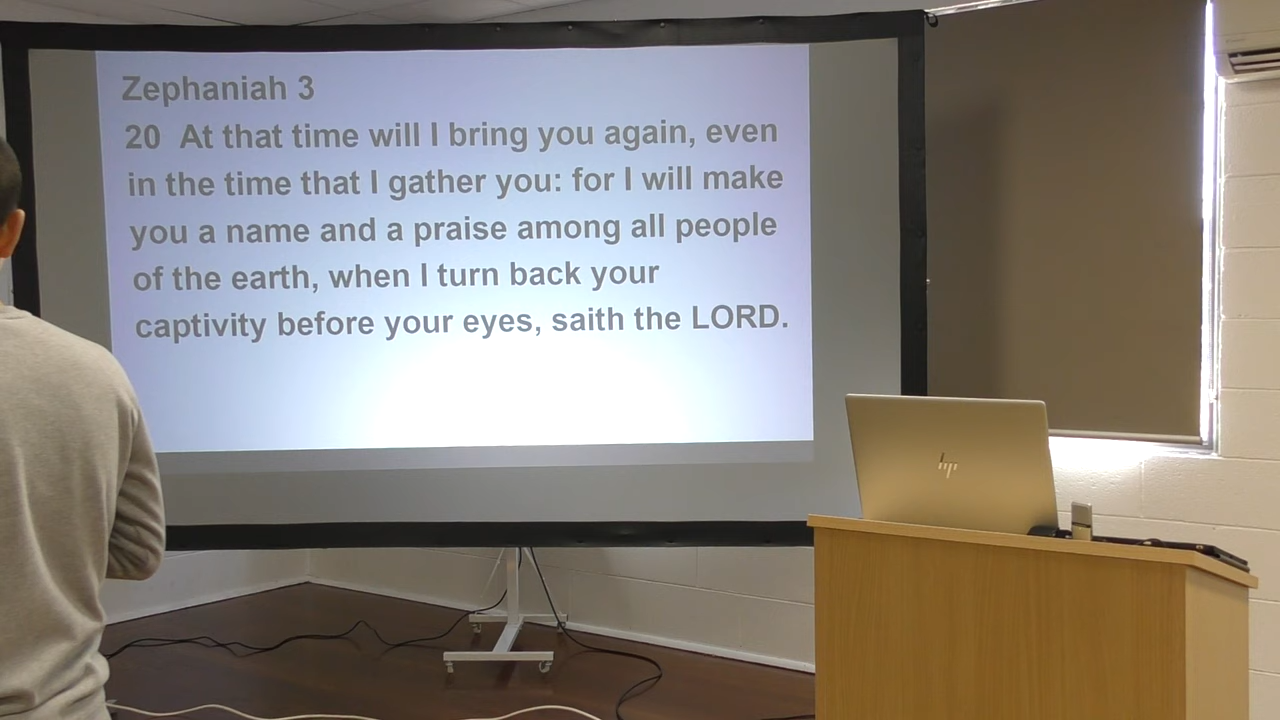 Zephaniah 3
20 At that time will I bring you again, even
in the time that I gather you: for I will make
you a name and a praise among all people
of the earth, when I turn back your
captivity before your eyes, saith the LORD.
hp